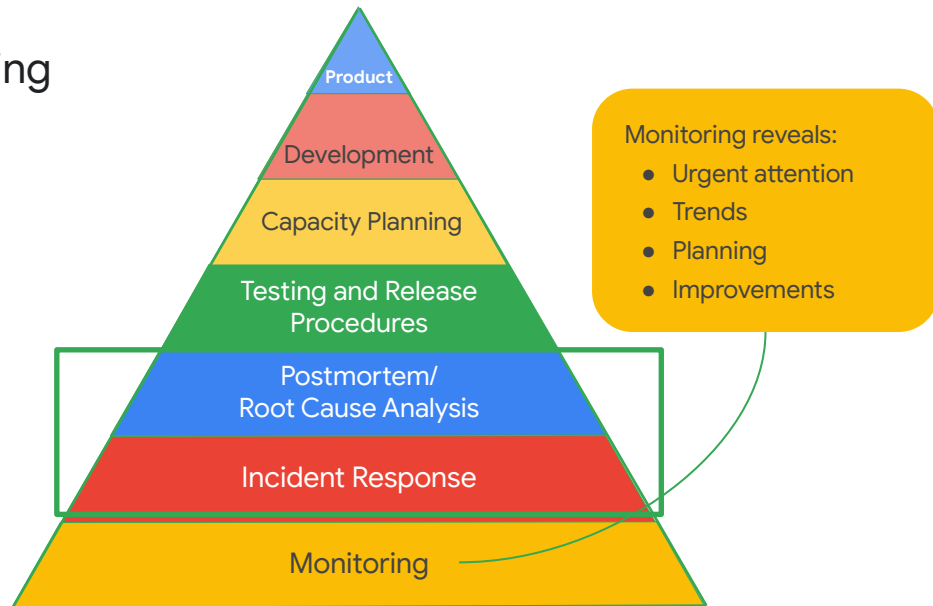 ing
Product
Development
Capacity Planning
Testing and Release
Procedures
Postmortem/
Root Cause Analysis
Incident Response
Monitoring
Monitoring reveals:
● Urgent attention
● Trends
● Planning
● Improvements